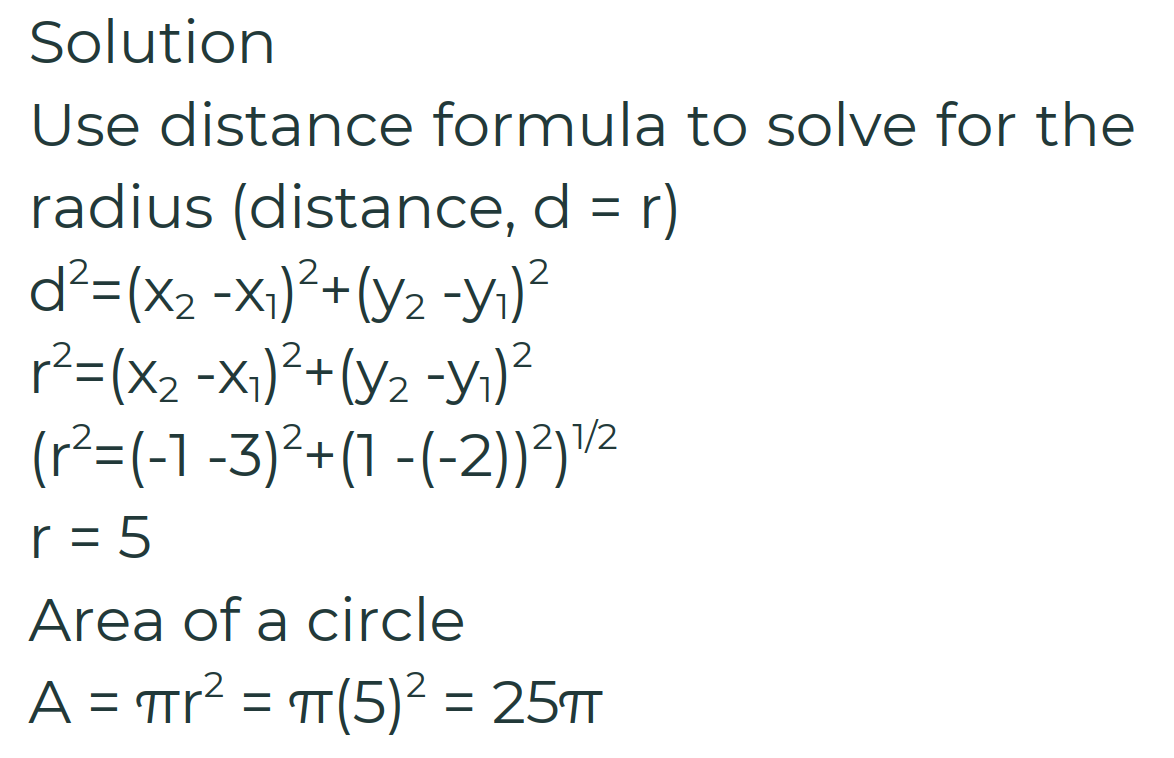 Solution
Use distance formula to solve for the
radius (distance, d = r)
d²=(x₂ -x₁)²+(y₂ -y₁)²
r²=(x₂ -x₁)²+(y₂ -y₁)²
(r²=(-1 -3)²+(1 -(-2))²)¹/²
r = 5
Area of a circle
A = πr² = π(5)² = 25π